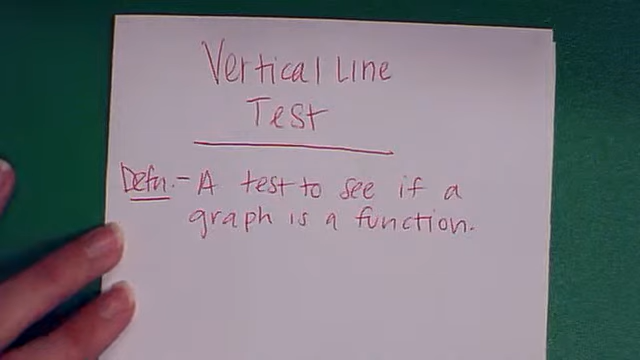 Vertical Line
Test
Defn. - A test to see if a
graph is a function.